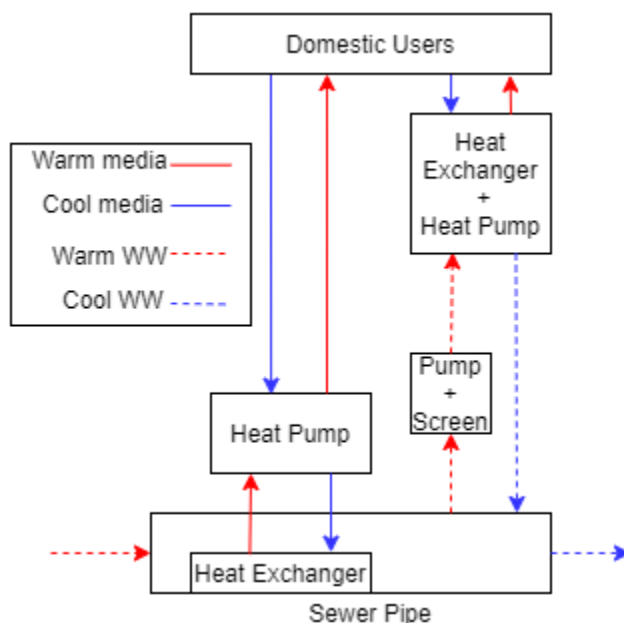 Domestic Users
Warm media
Cool media
Warm WW
Cool WW
Heat
Exchanger
+
Heat Pump
Pump
+
Screen
Heat Pump
Heat Exchanger
Sewer Pipe